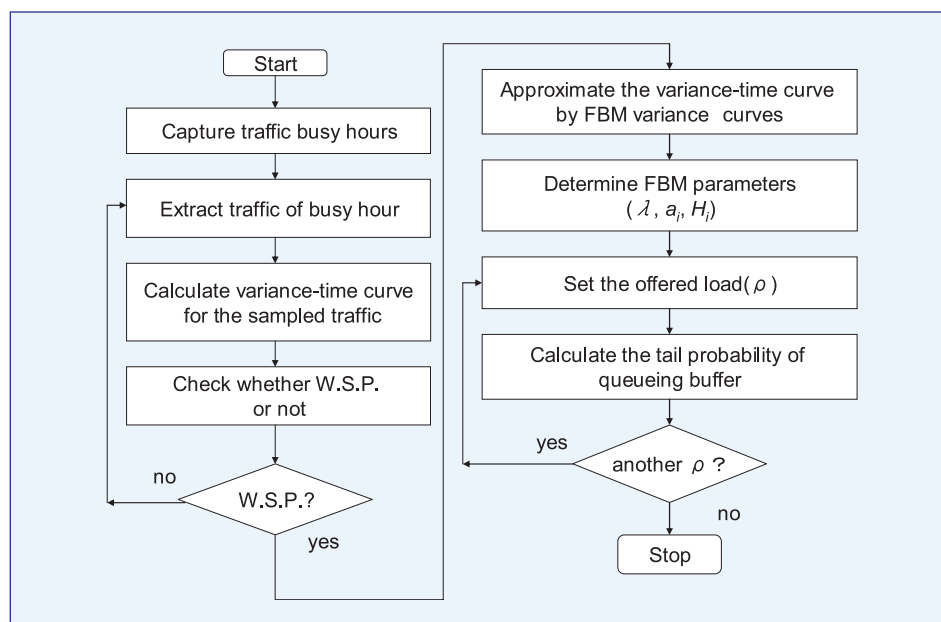 Start
Capture traffic busy hours
Extract traffic of busy hour
Calculate variance-time curve
for the sampled traffic
Check whether W.S.P.
or not
no
W.S.P.?
yes
Approximate the variance-time curve
by FBM variance curves
Determine FBM parameters
(λ, aᵢ, Hᵢ)
Set the offered load(ρ)
Calculate the tail probability of
queueing buffer
yes
another ρ?
no
Stop